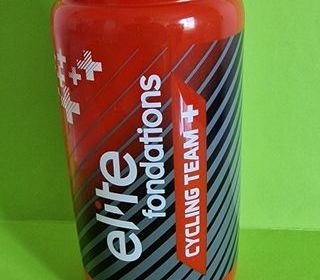 elite
fondations
CYCLING TEAM +